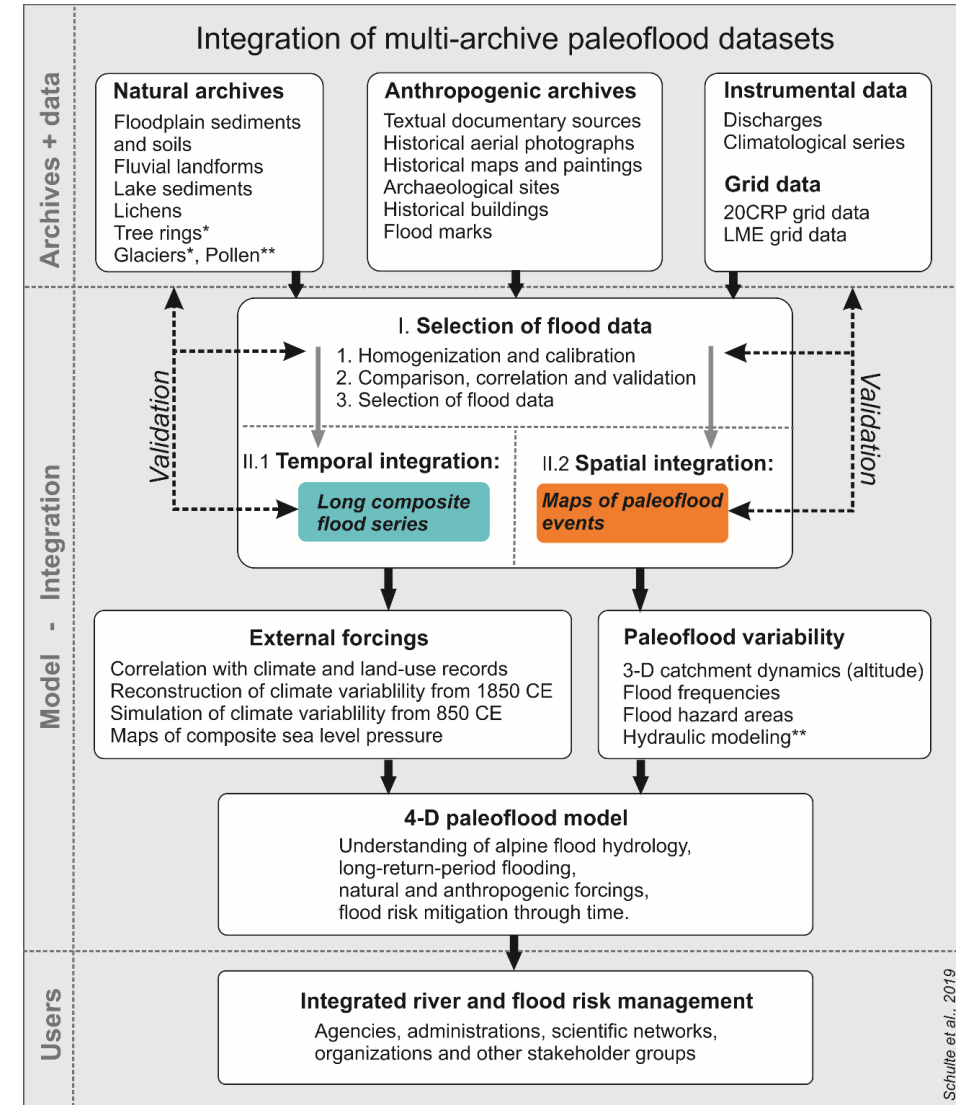 Integration of multi-archive paleoflood datasets
Archives + data
Natural archives
Floodplain sediments
and soils
Fluvial landforms
Lake sediments
Lichens
Tree rings*
Glaciers*, Pollen**
Anthropogenic archives
Textual documentary sources
Historical aerial photographs
Historical maps and paintings
Archaeological sites
Historical buildings
Flood marks
Instrumental data
Discharges
Climatological series
Grid data
20CRP grid data
LME grid data
Model - Integration
Validation
I. Selection of flood data
1. Homogenization and calibration
2. Comparison, correlation and validation
3. Selection of flood data
Validation
II.1 Temporal integration:
Long composite
flood series
II.2 Spatial integration:
Maps of paleoflood
events
External forcings
Correlation with climate and land-use records
Reconstruction of climate variablility from 1850 CE
Simulation of climate variablility from 850 CE
Maps of composite sea level pressure
Paleoflood variability
3-D catchment dynamics (altitude)
Flood frequencies
Flood hazard areas
Hydraulic modeling**
4-D paleoflood model
Understanding of alpine flood hydrology,
long-return-period flooding,
natural and anthropogenic forcings,
flood risk mitigation through time.
Users
Integrated river and flood risk management
Agencies, administrations, scientific networks,
organizations and other stakeholder groups
Schulte et al., 2019